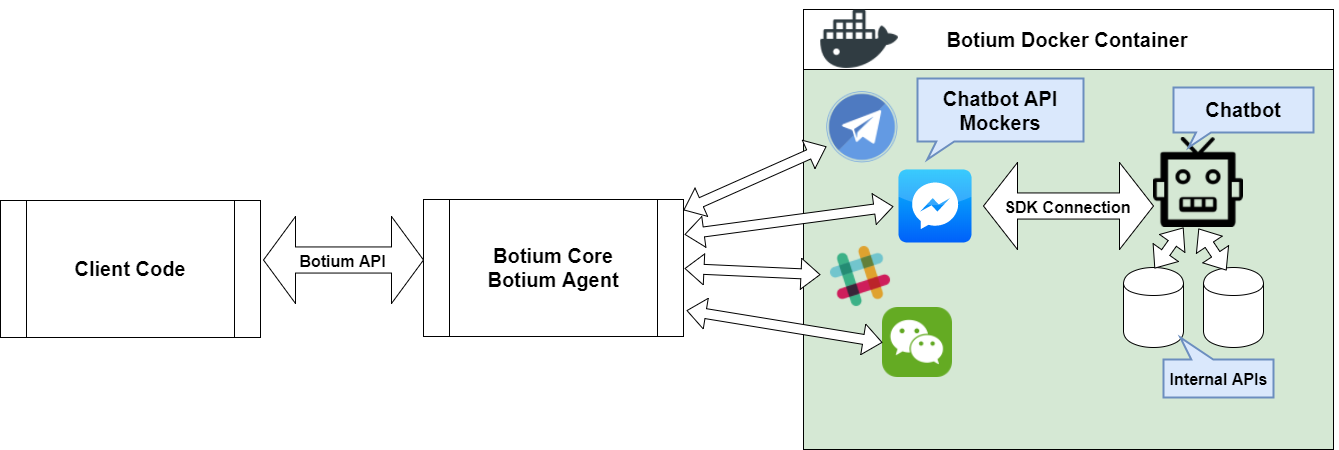 Botium Docker Container
Chatbot API
Mockers
Chatbot
SDK Connection
Client Code
Botium API
Botium Core
Botium Agent
Internal APIs